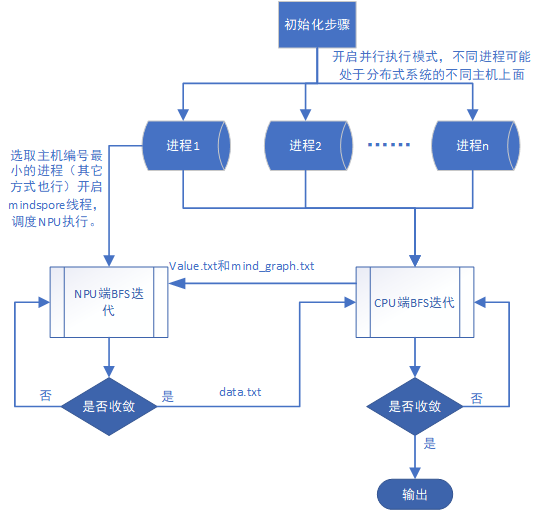 初始化步骤
开启并行执行模式，不同进程可能
处于分布式系统的不同主机上面
进程1
进程2
……
进程n
选取主机编号最
小的进程（其它
方式也行）开启
mindspore线程，
调度NPU执行。
Value.txt和mind_graph.txt
NPU端BFS迭
代
CPU端BFS迭代
否
是否收敛
是
data.txt
是否收敛
否
是
输出